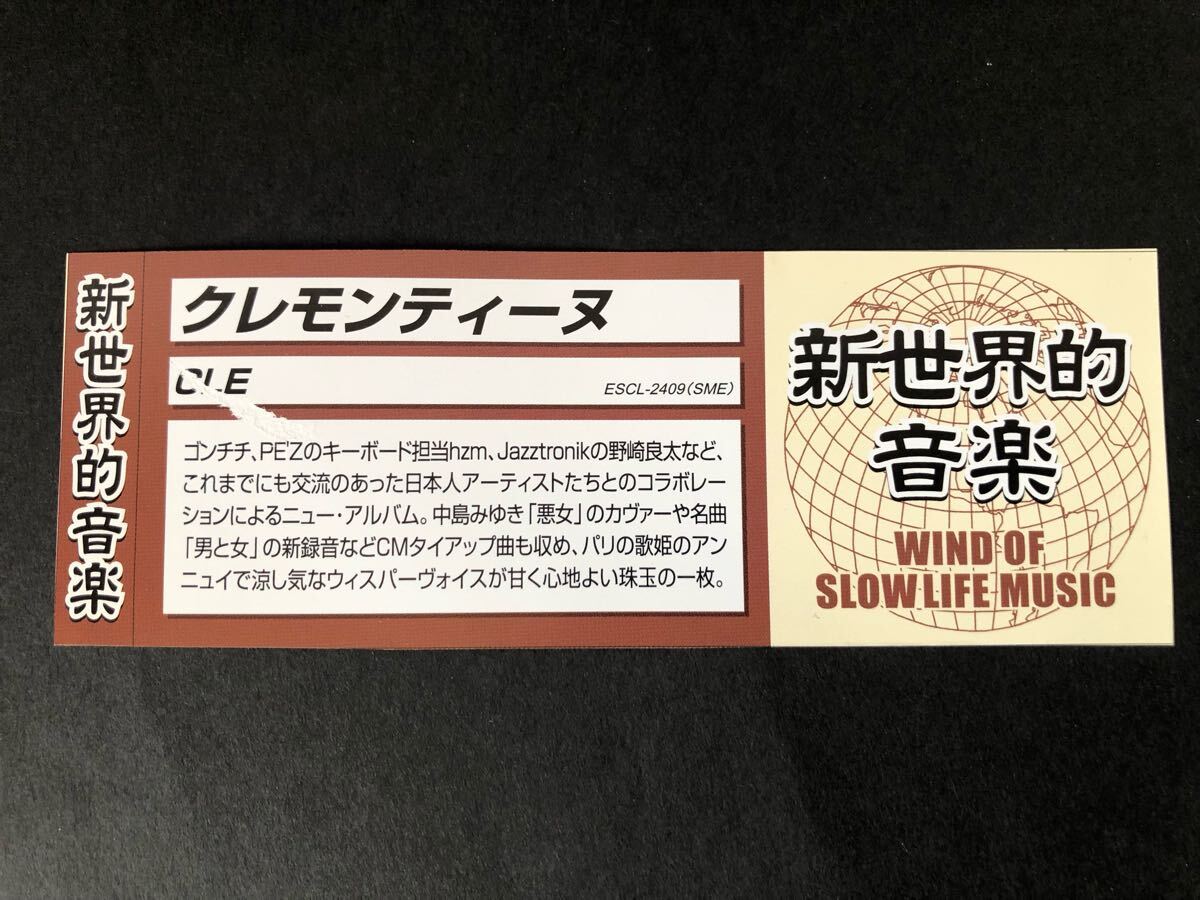 新世界的音楽
クレモンティーヌ
CLE
ESCL-2409(SME)
ゴンチチ、PE'Zのキーボード担当hzm、Jazztronikの野崎良太など、
これまでにも交流のあった日本人アーティストたちとのコラボレー
ションによるニュー・アルバム。中島みゆき「悪女」のカヴァーや名曲
「男と女」の新録音などCMタイアップ曲も収め、パリの歌姫のアン
ニュイで涼し気なウィスパーヴォイスが甘く心地よい珠玉の一枚。
新世界的
音楽
WIND OF
SLOW LIFE MUSIC